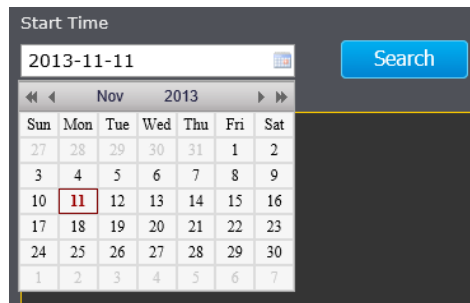 Start Time
2013-11-11
Search
Nov 2013
Sun Mon Tue Wed Thu Fri Sat
27 28 29 30 31 1 2
3 4 5 6 7 8 9
10 11 12 13 14 15 16
17 18 19 20 21 22 23
24 25 26 27 28 29 30
1 2 3 4 5 6 7